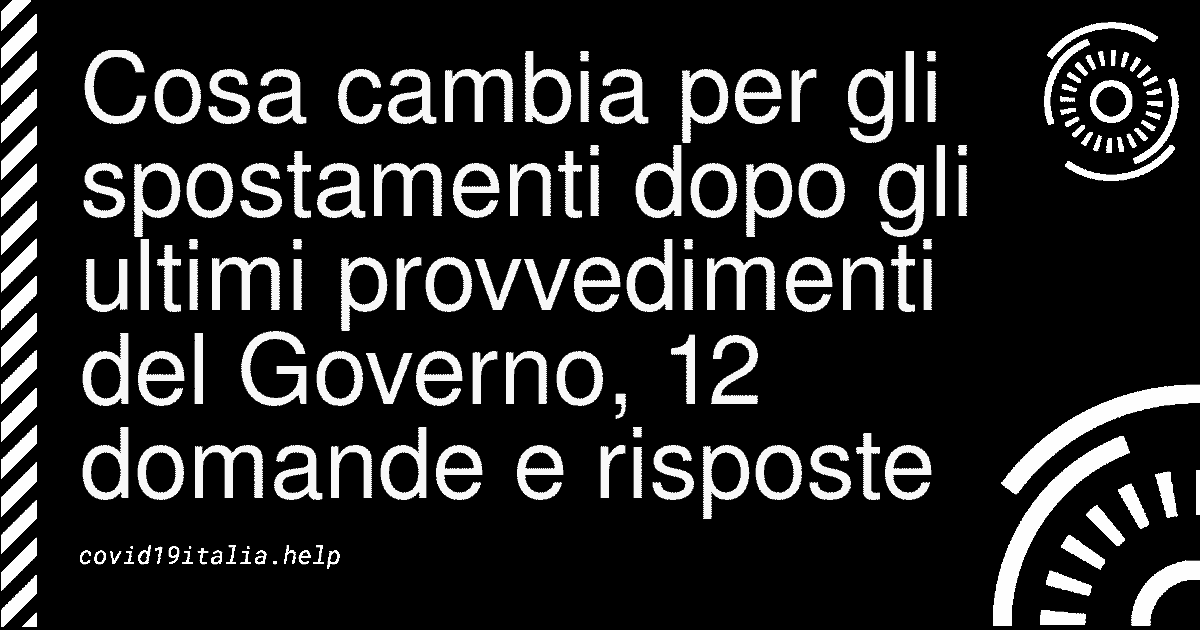 Cosa cambia per gli
spostamenti dopo gli
ultimi provvedimenti
del Governo, 12
domande e risposte
covid19italia.help